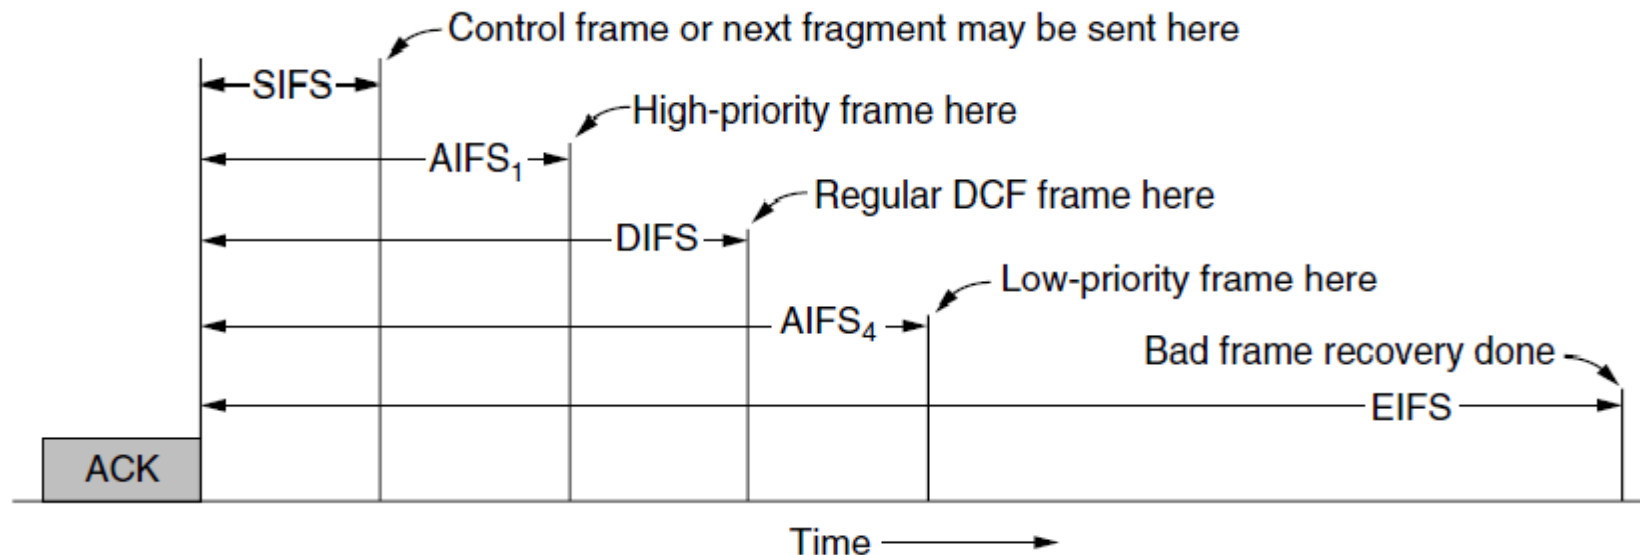 Control frame or next fragment may be sent here
SIFS
High-priority frame here
AIFS₁
Regular DCF frame here
DIFS
Low-priority frame here
AIFS₄
Bad frame recovery done
EIFS
ACK
Time